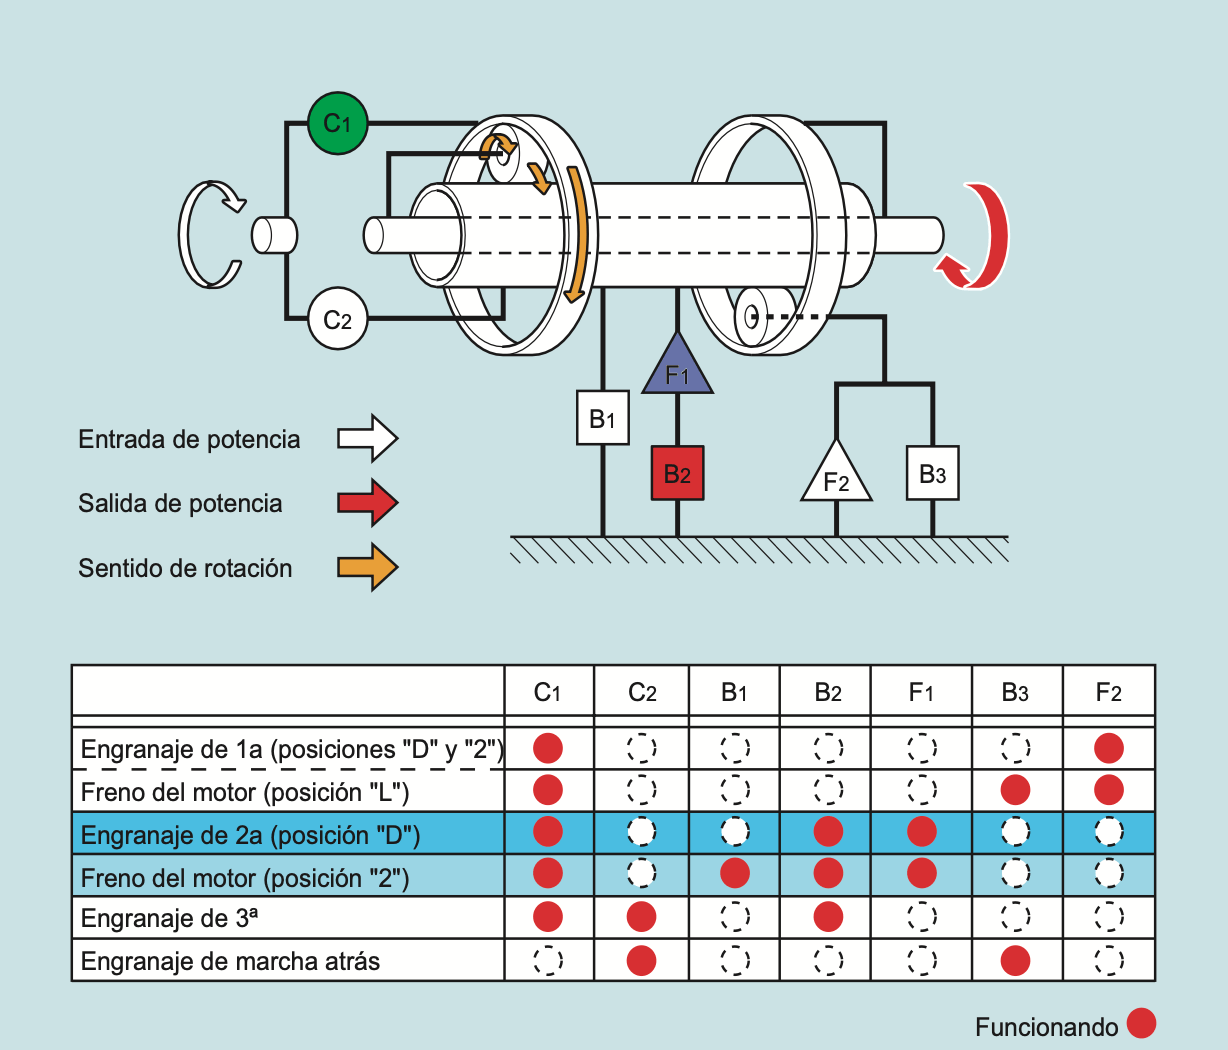 C1
C2
F1
B1
B2
F2
B3
Entrada de potencia
Salida de potencia
Sentido de rotación
C1 C2 B1 B2 F1 B3 F2
Engranaje de 1a (posiciones "D" y "2")
Freno del motor (posición "L")
Engranaje de 2a (posición "D")
Freno del motor (posición "2")
Engranaje de 3ª
Engranaje de marcha atrás
Funcionando